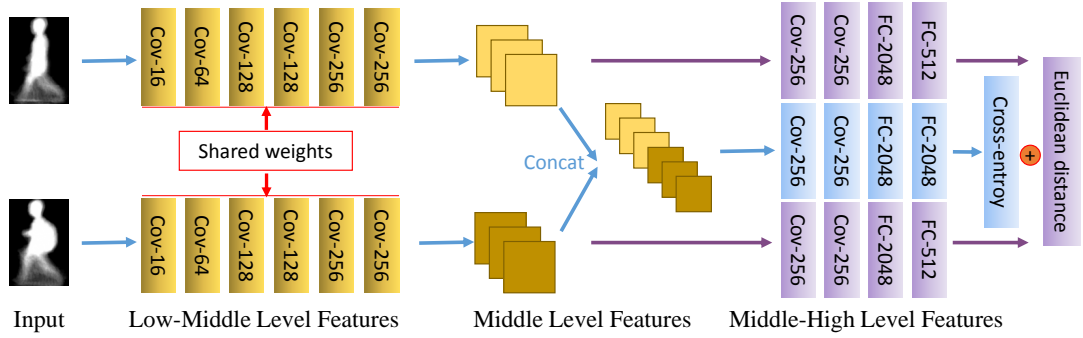 Cov-16
Cov-64
Cov-128
Cov-128
Cov-256
Cov-256
Shared weights
Cov-16
Cov-64
Cov-128
Cov-128
Cov-256
Cov-256
Concat
Cov-256
Cov-256
FC-2048
FC-512
Cov-256
Cov-256
FC-2048
FC-2048
Cov-256
Cov-256
FC-2048
FC-512
Cross-entroy
+
Euclidean distance
Input
Low-Middle Level Features
Middle Level Features
Middle-High Level Features